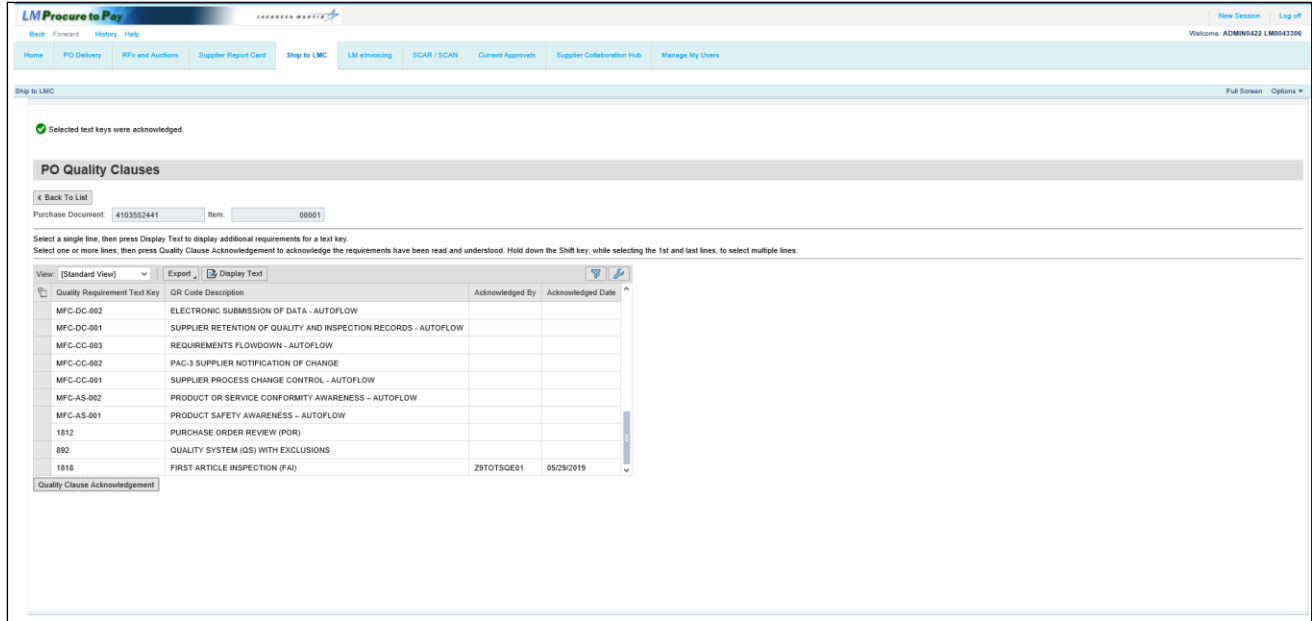 LMProcure to Pay LOCKHEED MARTIN New Session Log off
Back Forward History Help Welcome: ADMIN0422 LM0043306
Home PO Delivery RFx and Auctions Supplier Report Card Ship to LMC LM eInvoicing SCAR / SCAN Current Approvals Supplier Collaboration Hub Manage My Users
Ship to LMC Full Screen Options
Selected text keys were acknowledged.
PO Quality Clauses
Back To List
Purchase Document: 4103552441 Item: 00001
Select a single line, then press Display Text to display additional requirements for a text key.
Select one or more lines, then press Quality Clause Acknowledgement to acknowledge the requirements have been read and understood. Hold down the Shift key, while selecting the 1st and last lines, to select multiple lines.
View: [Standard View] Export Display Text
Quality Requirement Text Key QR Code Description Acknowledged By Acknowledged Date
MFC-DC-002 ELECTRONIC SUBMISSION OF DATA - AUTOFLOW
MFC-DC-001 SUPPLIER RETENTION OF QUALITY AND INSPECTION RECORDS - AUTOFLOW
MFC-CC-003 REQUIREMENTS FLOWDOWN - AUTOFLOW
MFC-CC-002 PAC-3 SUPPLIER NOTIFICATION OF CHANGE
MFC-CC-001 SUPPLIER PROCESS CHANGE CONTROL - AUTOFLOW
MFC-AS-002 PRODUCT OR SERVICE CONFORMITY AWARENESS – AUTOFLOW
MFC-AS-001 PRODUCT SAFETY AWARENESS – AUTOFLOW
1812 PURCHASE ORDER REVIEW (POR)
892 QUALITY SYSTEM (QS) WITH EXCLUSIONS
1818 FIRST ARTICLE INSPECTION (FAI) Z9TOTSQE01 05/29/2019
Quality Clause Acknowledgement